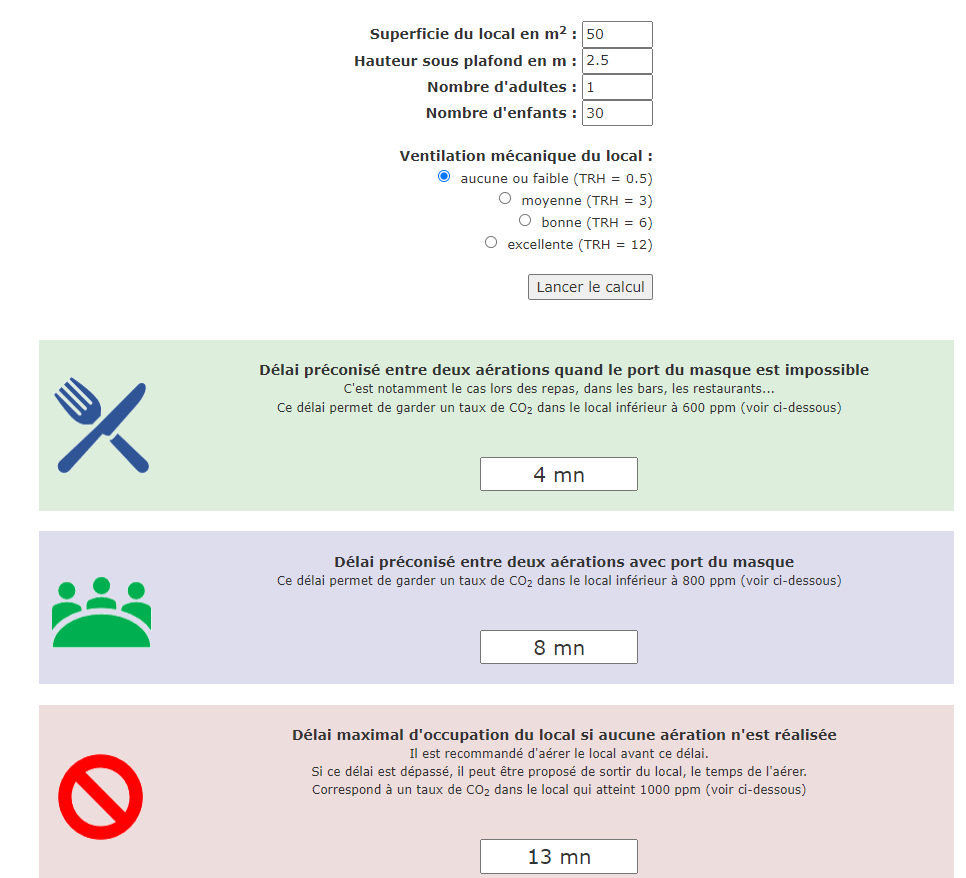 Superficie du local en m² : 50
Hauteur sous plafond en m : 2.5
Nombre d'adultes : 1
Nombre d'enfants : 30
Ventilation mécanique du local :
aucune ou faible (TRH = 0.5)
moyenne (TRH = 3)
bonne (TRH = 6)
excellente (TRH = 12)
Lancer le calcul
Délai préconisé entre deux aérations quand le port du masque est impossible
C'est notamment le cas lors des repas, dans les bars, les restaurants...
Ce délai permet de garder un taux de CO₂ dans le local inférieur à 600 ppm (voir ci-dessous)
4 mn
Délai préconisé entre deux aérations avec port du masque
Ce délai permet de garder un taux de CO₂ dans le local inférieur à 800 ppm (voir ci-dessous)
8 mn
Délai maximal d'occupation du local si aucune aération n'est réalisée
Il est recommandé d'aérer le local avant ce délai.
Si ce délai est dépassé, il peut être proposé de sortir du local, le temps de l'aérer.
Correspond à un taux de CO₂ dans le local qui atteint 1000 ppm (voir ci-dessous)
13 mn